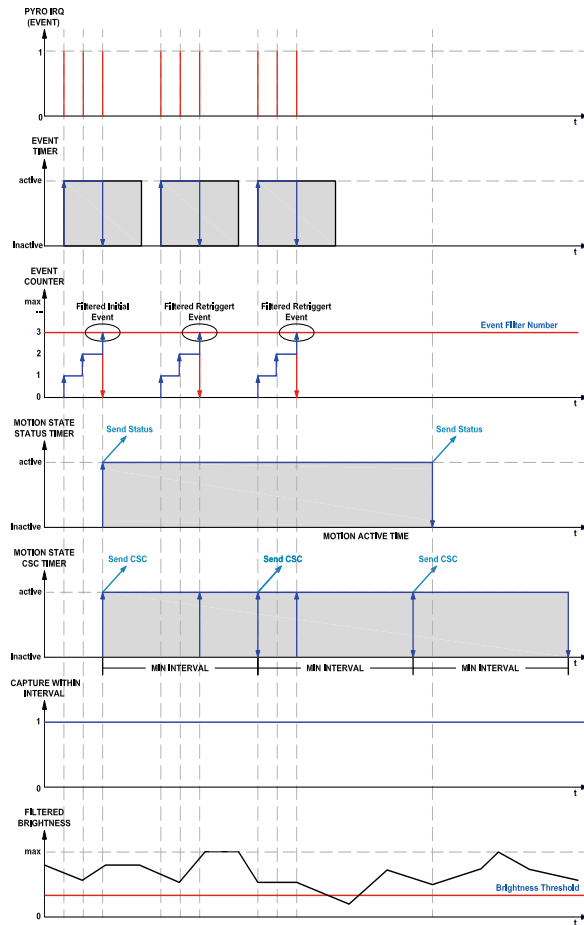 PYRO IRQ
(EVENT)
1
0
t
EVENT
TIMER
active
Inactive
t
EVENT
COUNTER
max
...
3
2
1
0
Filtered Initial
Event
Filtered Retriggert
Event
Filtered Retriggert
Event
Event Filter Number
t
MOTION STATE
STATUS TIMER
Send Status
Send Status
active
Inactive
t
MOTION ACTIVE TIME
MOTION STATE
CSC TIMER
Send CSC
Send CSC
Send CSC
active
Inactive
t
MIN INTERVAL
MIN INTERVAL
MIN INTERVAL
CAPTURE WITHIN
INTERVAL
1
0
t
FILTERED
BRIGHTNESS
max
Brightness Threshold
0
t